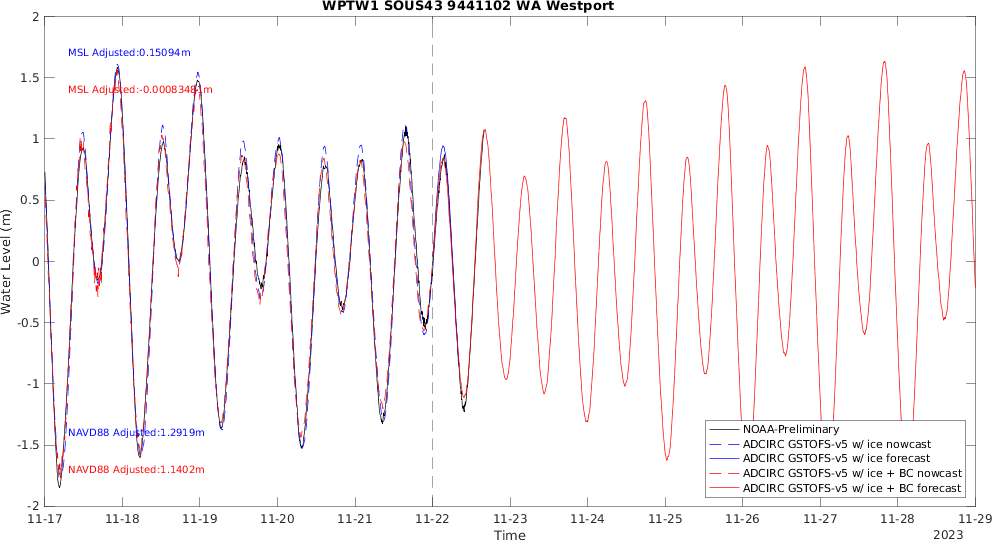 WPTW1 SOUS43 9441102 WA Westport
2
1.5
1
0.5
0
-0.5
-1
-1.5
-2
Water Level (m)
MSL Adjusted:0.15094m
MSL Adjusted:-0.00083481m
NAVD88 Adjusted:1.2919m
NAVD88 Adjusted:1.1402m
NOAA-Preliminary
ADCIRC GSTOFS-v5 w/ ice nowcast
ADCIRC GSTOFS-v5 w/ ice forecast
ADCIRC GSTOFS-v5 w/ ice + BC nowcast
ADCIRC GSTOFS-v5 w/ ice + BC forecast
11-17 11-18 11-19 11-20 11-21 11-22 11-23 11-24 11-25 11-26 11-27 11-28 11-29
Time
2023